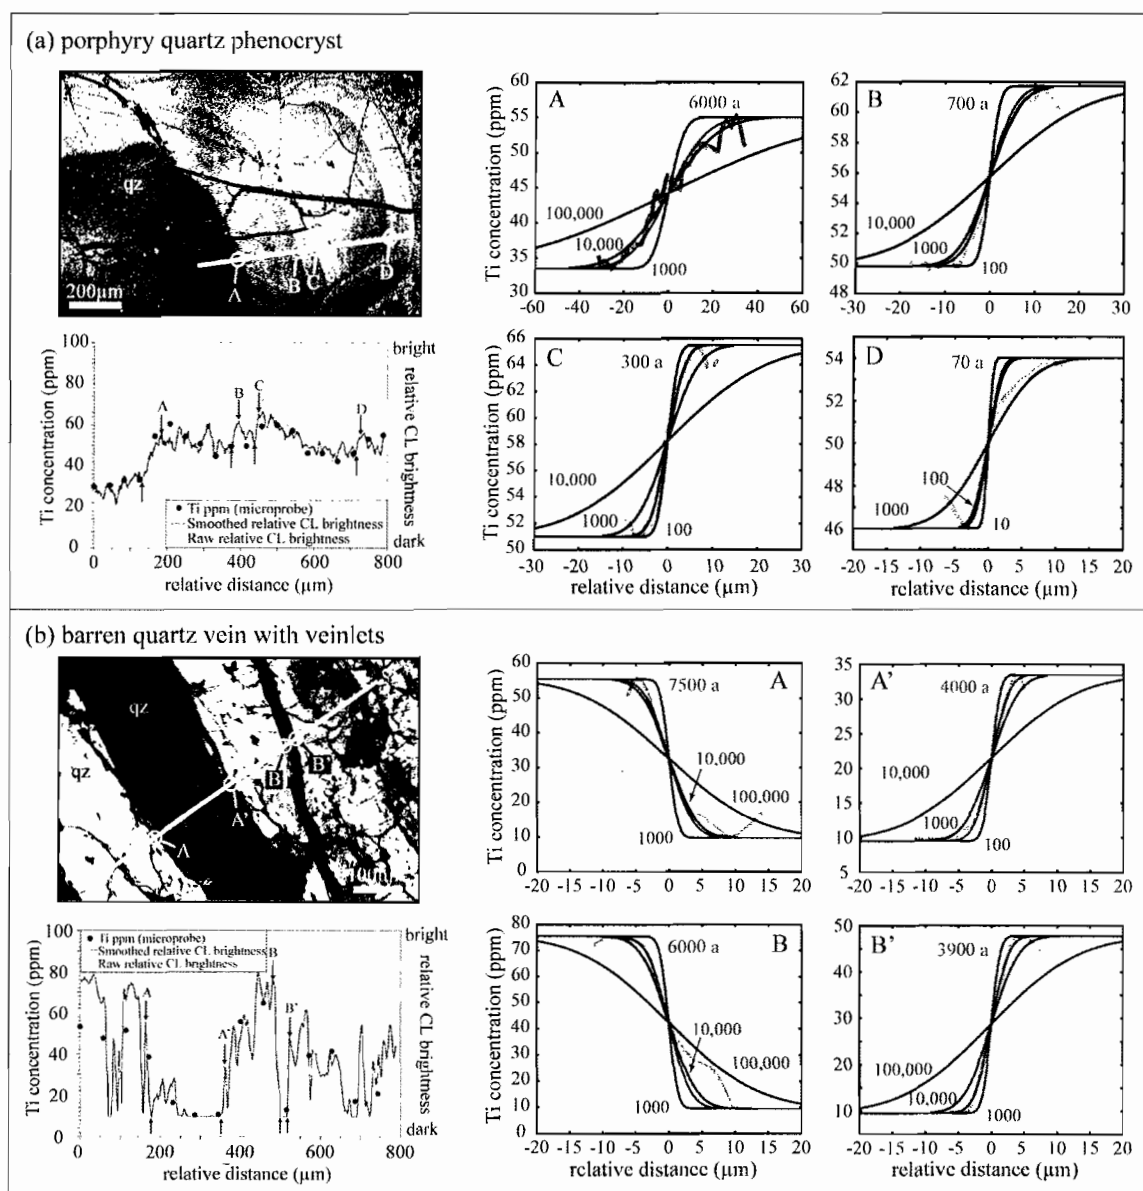 (a) porphyry quartz phenocryst
qz
A
B
C
D
200µm
Ti concentration (ppm)
100
80
60
40
20
0
bright
relative CL brightness
dark
A
B
C
D
Ti ppm (microprobe)
Smoothed relative CL brightness
Raw relative CL brightness
0 200 400 600 800
relative distance (µm)
A
6000 a
100,000
10,000
1000
Ti concentration (ppm)
60
55
50
45
40
35
30
-60 -40 -20 0 20 40 60
B
700 a
10,000
1000
100
62
60
58
56
54
52
50
48
-30 -20 -10 0 10 20 30
C
300 a
10,000
1000
100
Ti concentration (ppm)
66
64
62
60
58
56
54
52
50
-30 -20 -10 0 10 20 30
relative distance (µm)
D
70 a
100
1000
10
54
52
50
48
46
-20 -15 -10 -5 0 5 10 15 20
relative distance (µm)
(b) barren quartz vein with veinlets
qz
qz
B
B'
A'
A
Ti concentration (ppm)
100
80
60
40
20
0
bright
relative CL brightness
dark
Ti ppm (microprobe)
Smoothed relative CL brightness
Raw relative CL brightness
A
A'
B
B'
0 200 400 600 800
relative distance (µm)
7500 a
A
10,000
100,000
1000
Ti concentration (ppm)
60
50
40
30
20
10
0
-20 -15 -10 -5 0 5 10 15 20
4000 a
A'
10,000
1000
100
35
30
25
20
15
10
5
-20 -15 -10 -5 0 5 10 15 20
6000 a
B
10,000
100,000
1000
Ti concentration (ppm)
80
70
60
50
40
30
20
10
0
-20 -15 -10 -5 0 5 10 15 20
relative distance (µm)
3900 a
B'
100,000
10,000
1000
50
40
30
20
10
-20 -15 -10 -5 0 5 10 15 20
relative distance (µm)